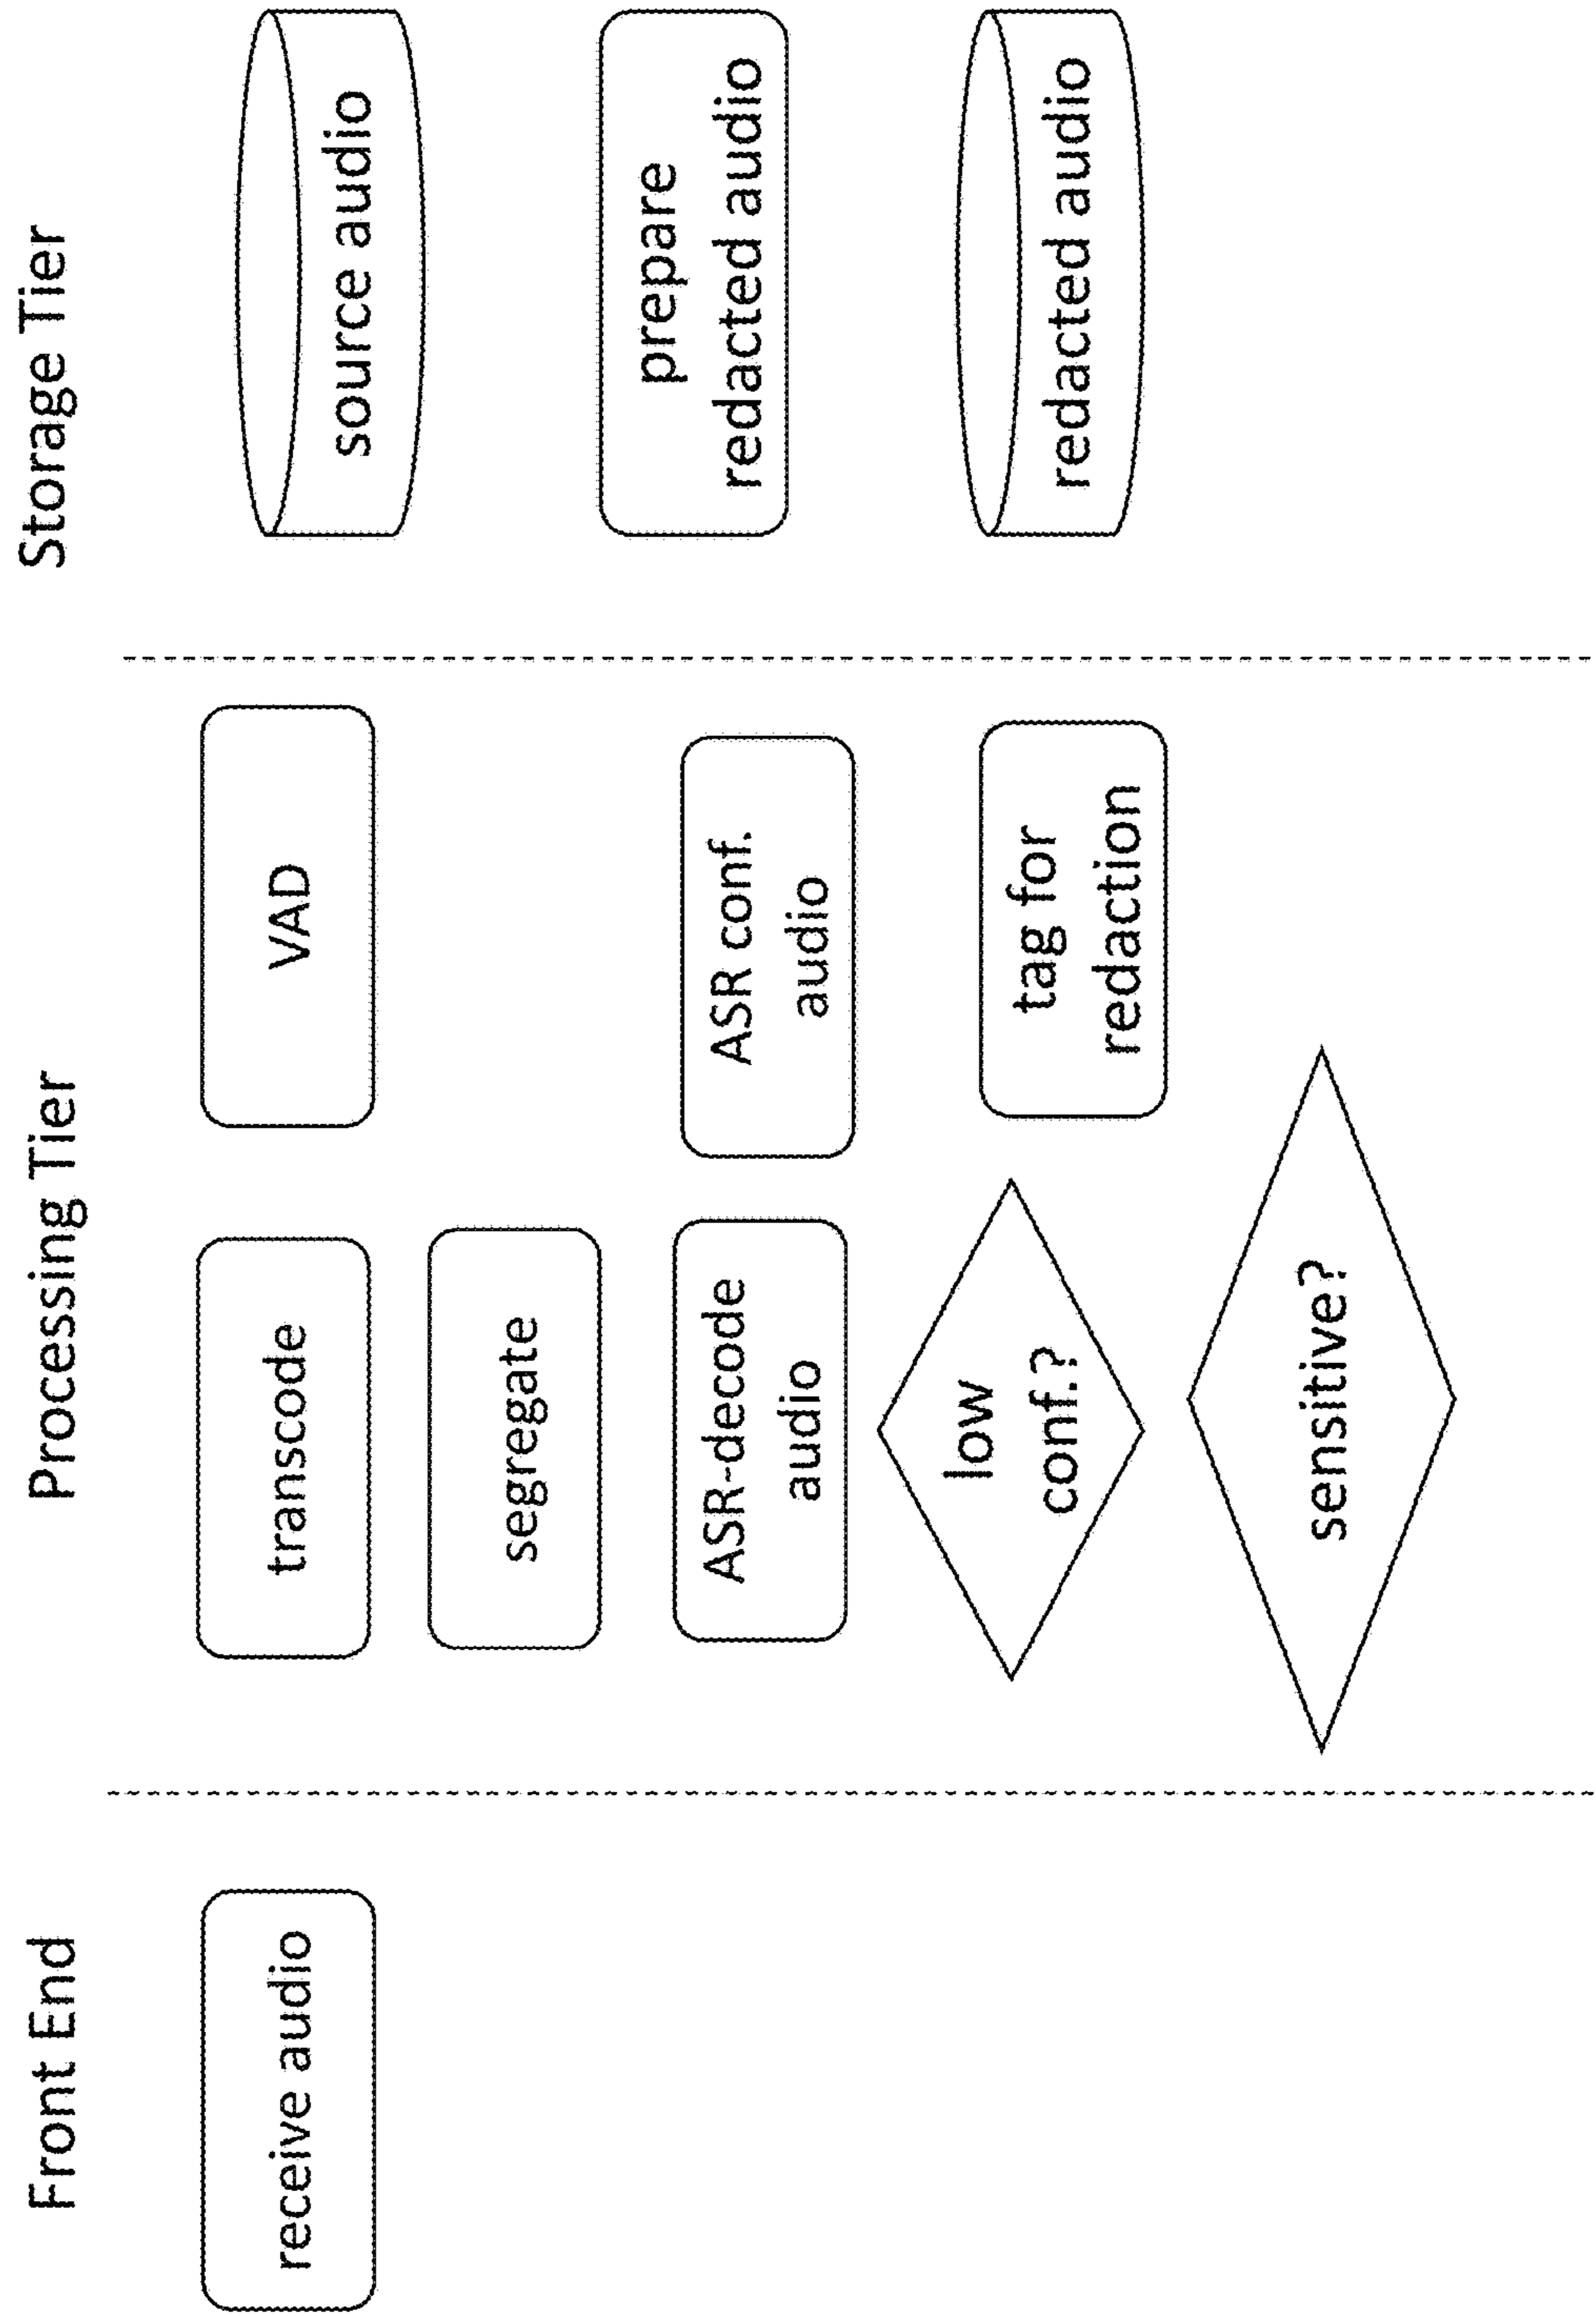 Front End
receive audio
Processing Tier
transcode
VAD
segregate
ASR-decode
audio
ASR conf.
audio
low
conf.?
tag for
redaction
sensitive?
Storage Tier
source audio
prepare
redacted audio
redacted audio